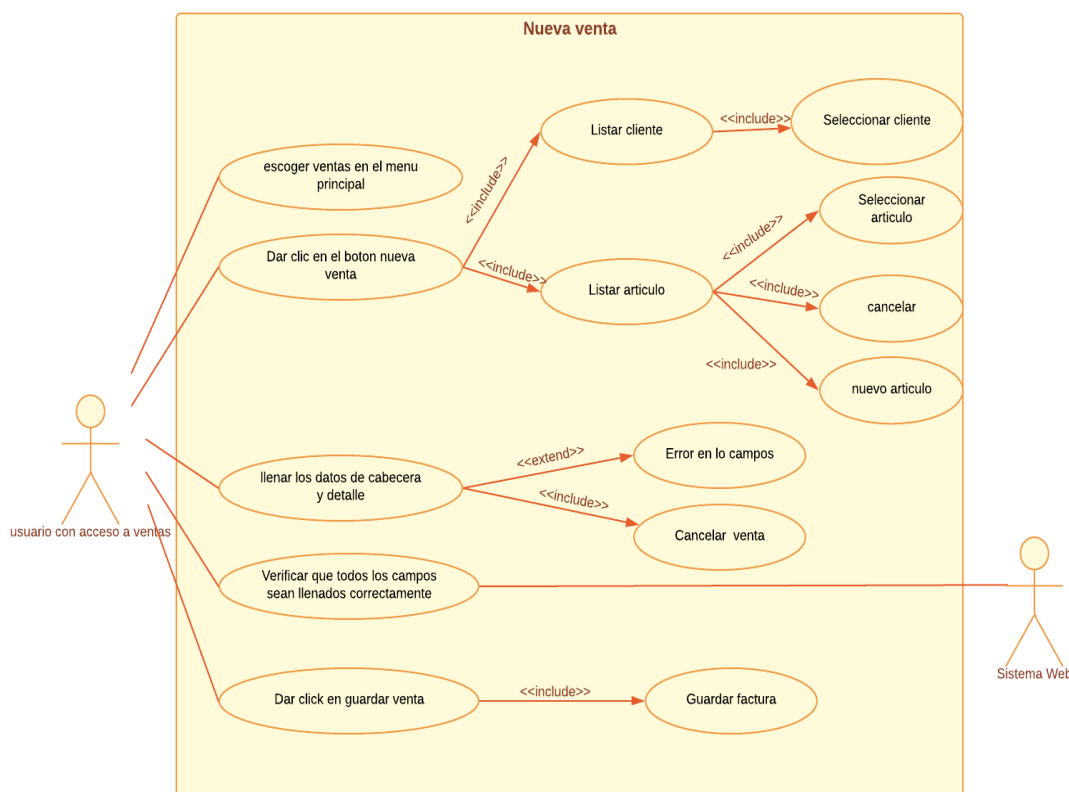 Nueva venta
<<include>>
Listar cliente
<<include>>
Seleccionar cliente
escoger ventas en el menu
principal
Dar clic en el boton nueva
venta
<<include>>
Listar articulo
<<include>>
Seleccionar
articulo
<<include>>
cancelar
<<include>>
nuevo articulo
llenar los datos de cabecera
y detalle
<<extend>>
Error en lo campos
<<include>>
Cancelar venta
usuario con acceso a ventas
Verificar que todos los campos
sean llenados correctamente
Sistema Web
Dar click en guardar venta
<<include>>
Guardar factura